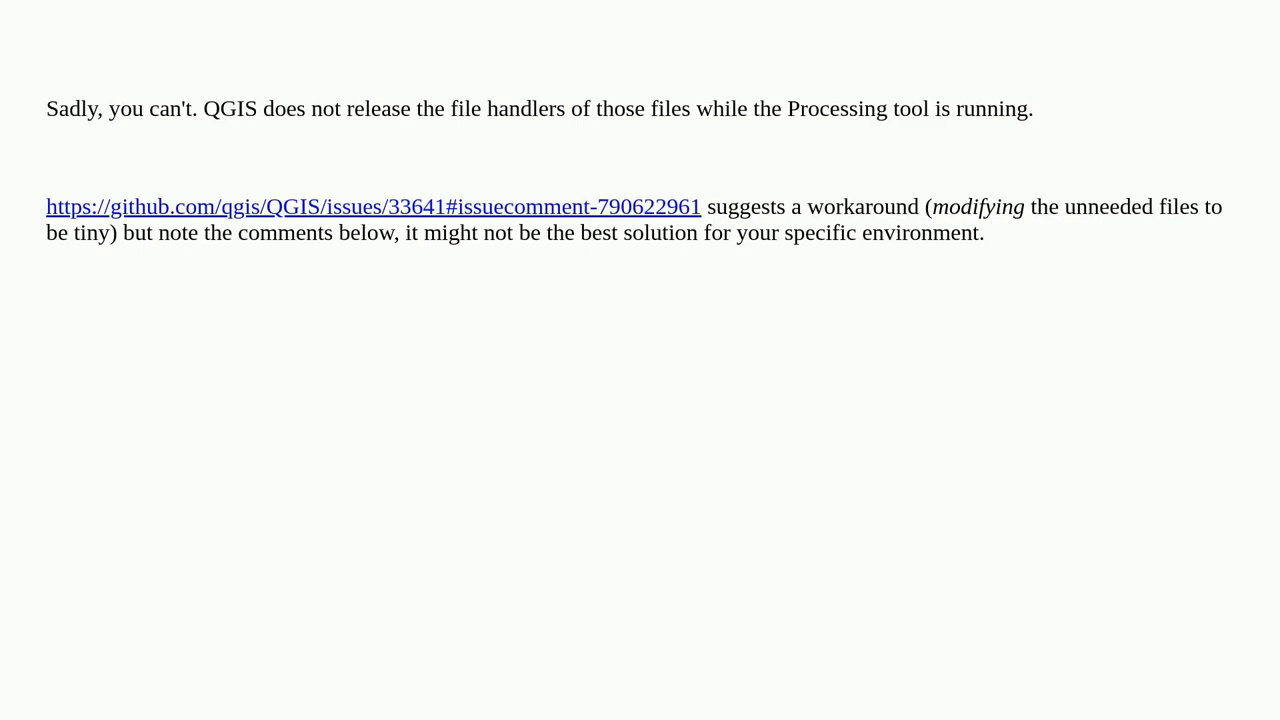 Sadly, you can't. QGIS does not release the file handlers of those files while the Processing tool is running.
https://github.com/qgis/QGIS/issues/33641#issuecomment-790622961 suggests a workaround (modifying the unneeded files to
be tiny) but note the comments below, it might not be the best solution for your specific environment.